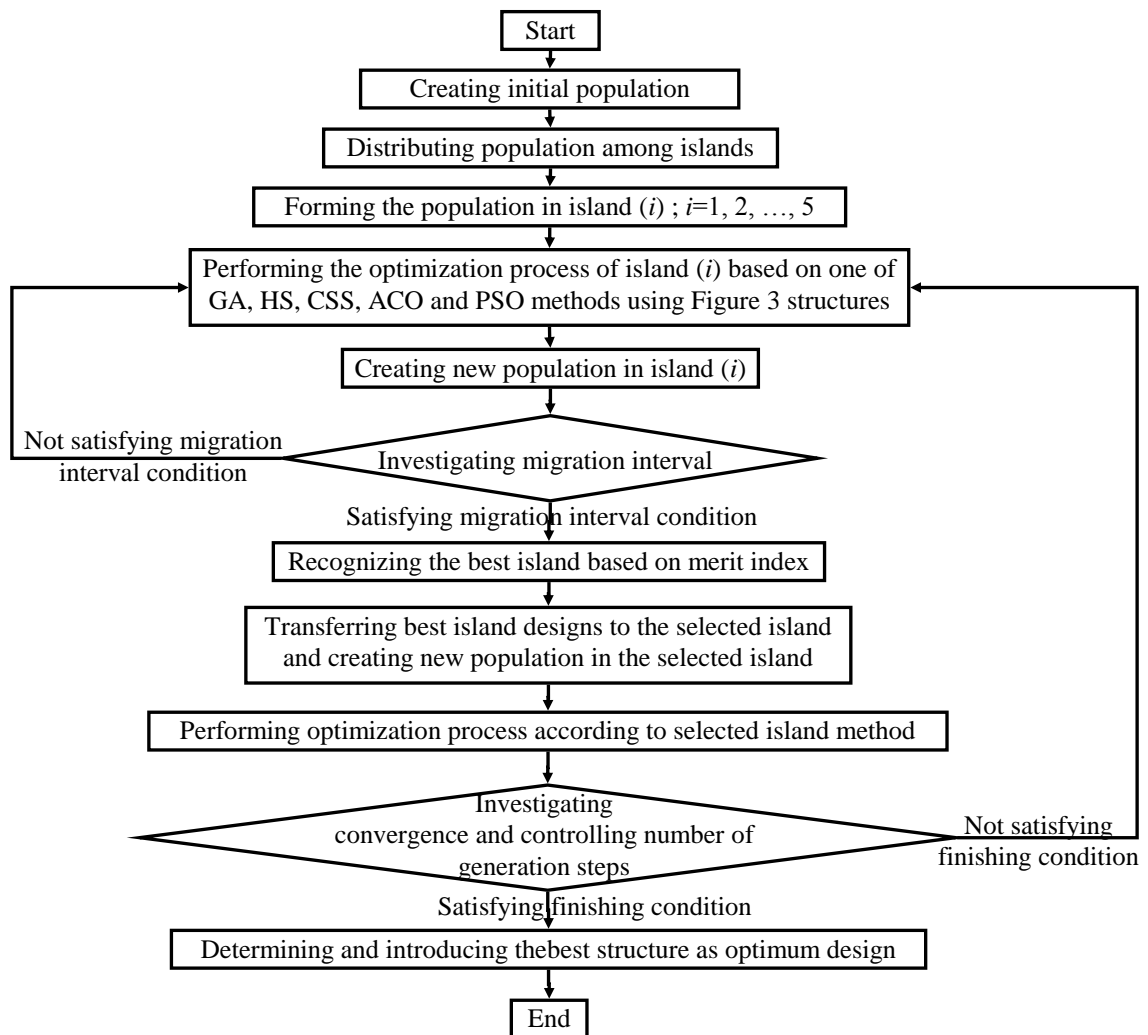 Start
Creating initial population
Distributing population among islands
Forming the population in island (i) ; i=1, 2, …, 5
Performing the optimization process of island (i) based on one of
GA, HS, CSS, ACO and PSO methods using Figure 3 structures
Creating new population in island (i)
Not satisfying migration
interval condition
Investigating migration interval
Satisfying migration interval condition
Recognizing the best island based on merit index
Transferring best island designs to the selected island
and creating new population in the selected island
Performing optimization process according to selected island method
Investigating
convergence and controlling number of
generation steps
Not satisfying
finishing condition
Satisfying finishing condition
Determining and introducing thebest structure as optimum design
End